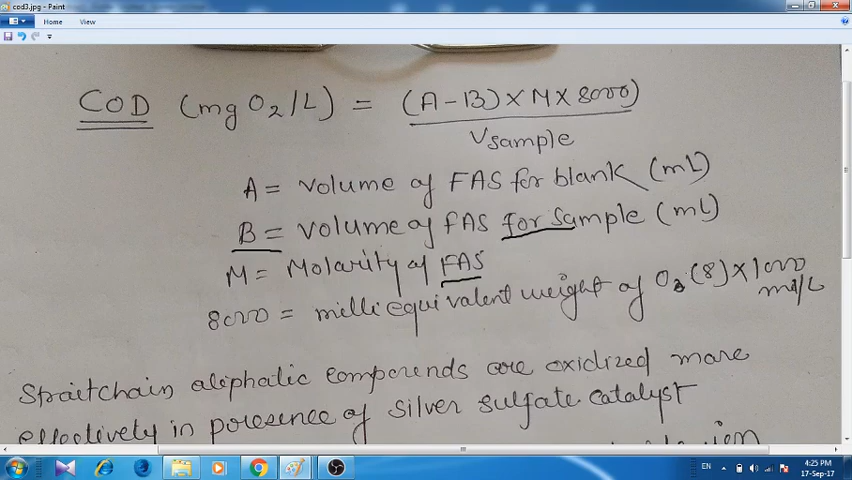 cod3.jpg - Paint
Home View
COD (mg O2/L) = (A-B) × M × 8000)
Vsample
A = volume of FAS for blank (mL)
B = volume of FAS for sample (mL)
M = Molarity of FAS
8000 = milliequivalent weight of O2 (8) × 1000
ml/L
Straitchain aliphatic compounds are oxidized more
effectively in presence of silver sulfate catalyst
EN
4:25 PM
17-Sep-17